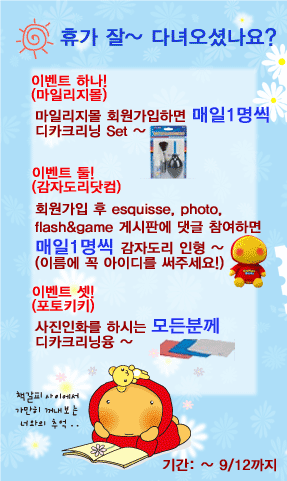 휴가 잘~ 다녀오셨나요?
이벤트 하나!
(마일리지몰)
마일리지몰 회원가입하면 매일1명씩
디카크리닝 Set ~
이벤트 둘!
(감자도리닷컴)
회원가입 후 esquisse, photo,
flash&game 게시판에 댓글 참여하면
매일1명씩 감자도리 인형 ~
(이름에 꼭 아이디를 써주세요!)
이벤트 셋!
(포토키키)
사진인화를 하시는 모든분께
디카크리닝융 ~
책갈피 사이에서
가만히 꺼내보는
너와의 추억 ..
기간: ~ 9/12까지